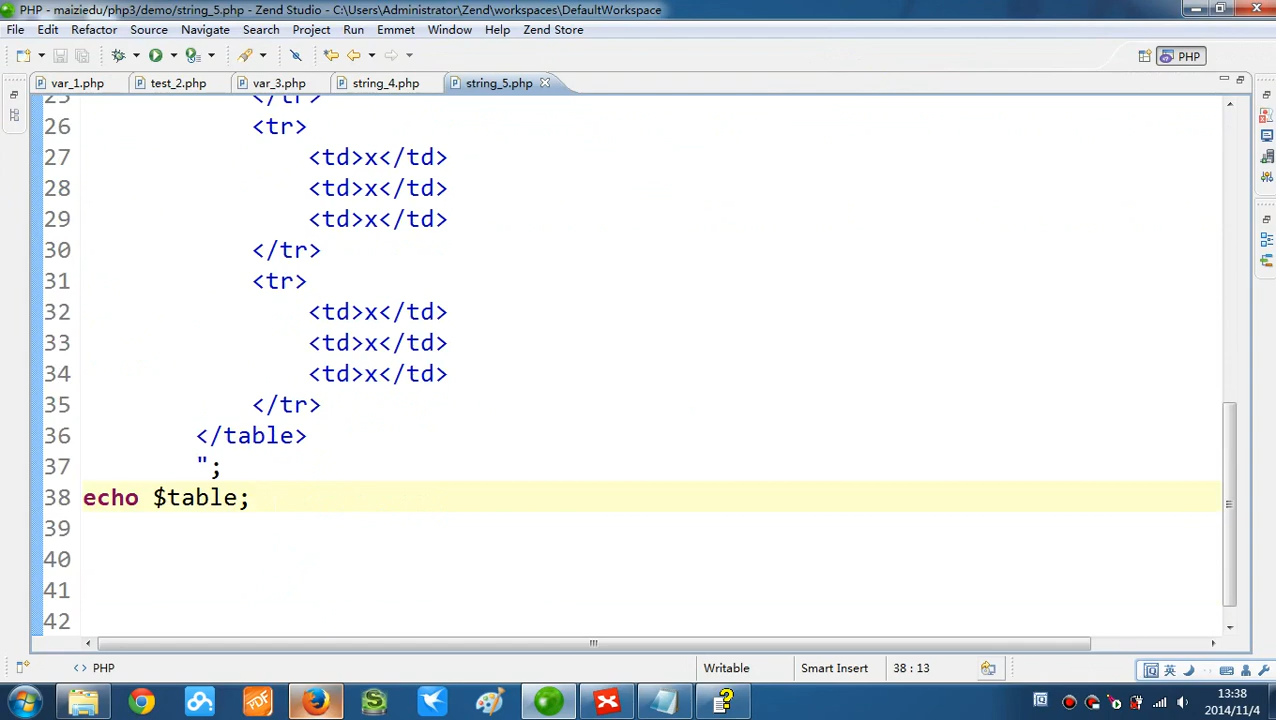 PHP - maiziedu/php3/demo/string_5.php - Zend Studio - C:\Users\Administrator\Zend\workspaces\DefaultWorkspace
File Edit Refactor Source Navigate Search Project Run Emmet Window Help Zend Store
PHP
var_1.php test_2.php var_3.php string_4.php string_5.php
25 </tr>
26 <tr>
27 <td>x</td>
28 <td>x</td>
29 <td>x</td>
30 </tr>
31 <tr>
32 <td>x</td>
33 <td>x</td>
34 <td>x</td>
35 </tr>
36 </table>
37 ";
38 echo $table;
39
40
41
42
<> PHP Writable Smart Insert 38 : 13
英
PDF
13:38
2014/11/4